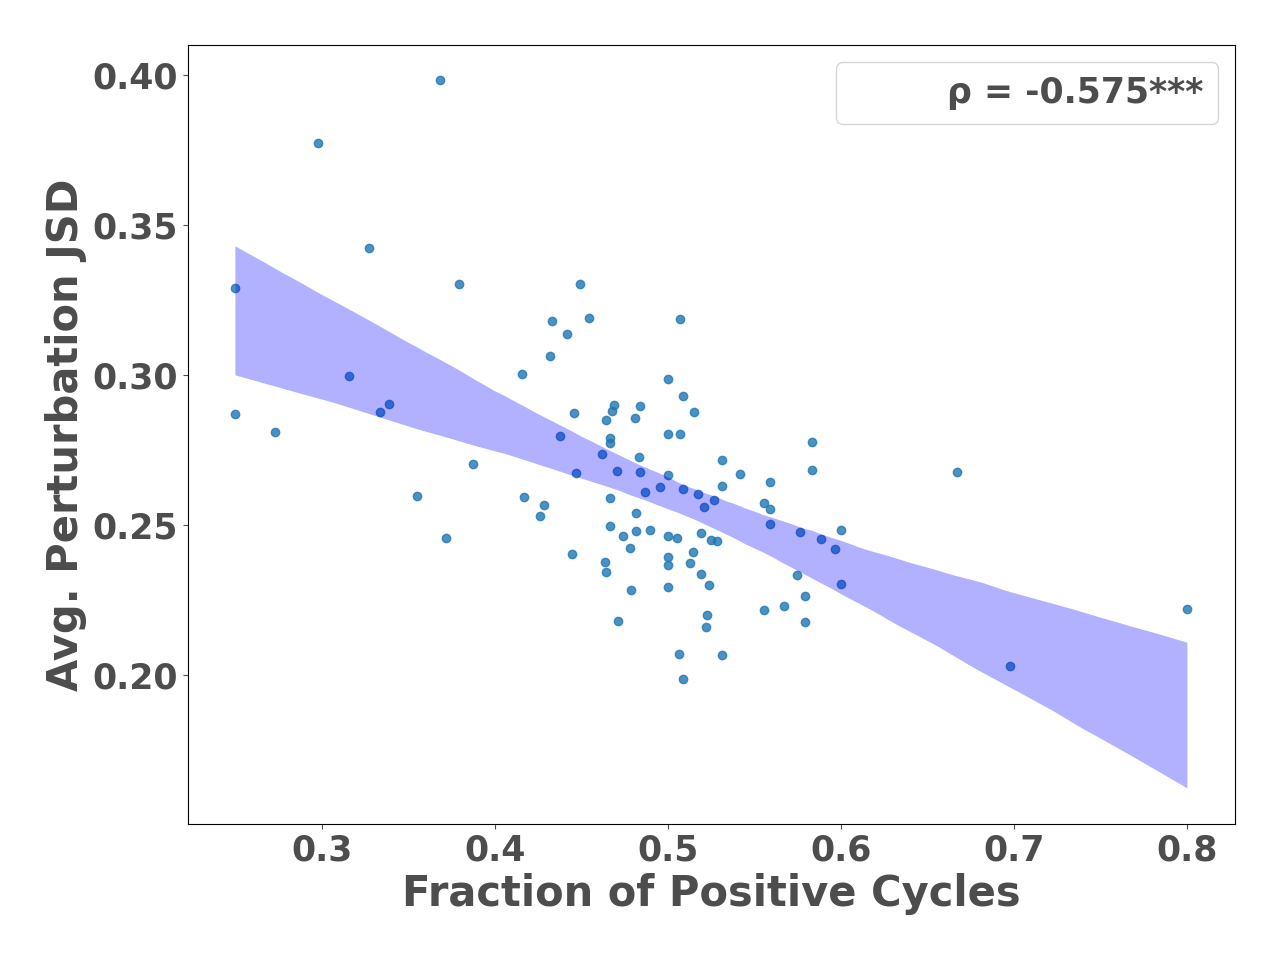 ρ = -0.575***
0.40
0.35
0.30
0.25
0.20
Avg. Perturbation JSD
0.3 0.4 0.5 0.6 0.7 0.8
Fraction of Positive Cycles